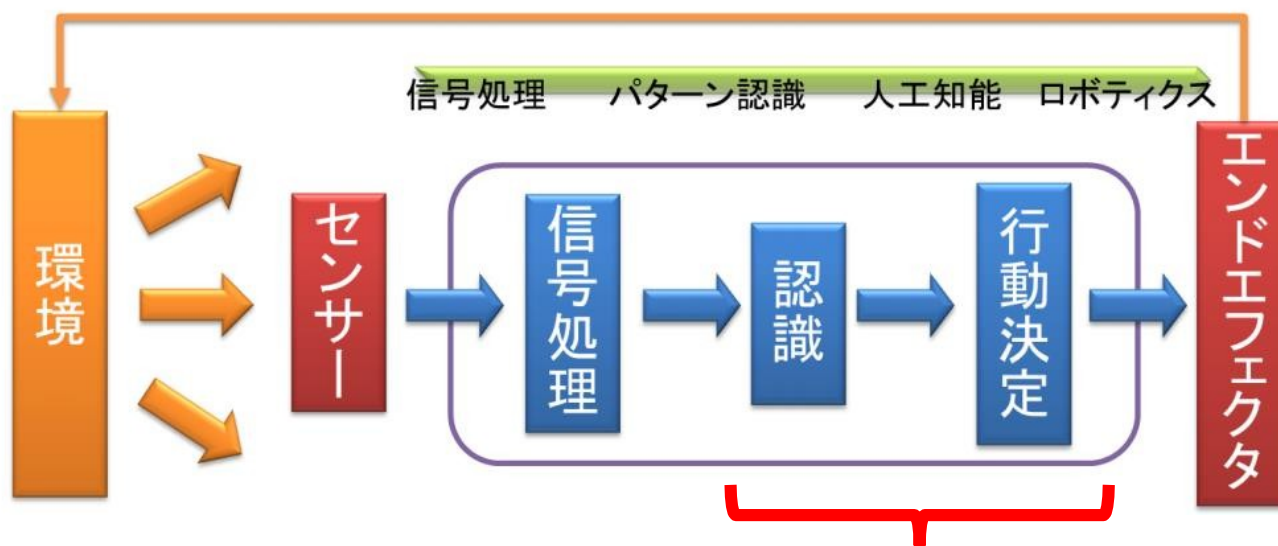 信号処理 パターン認識 人工知能 ロボティクス
環境
センサー
信号処理
認識
行動決定
エンドエフェクタ